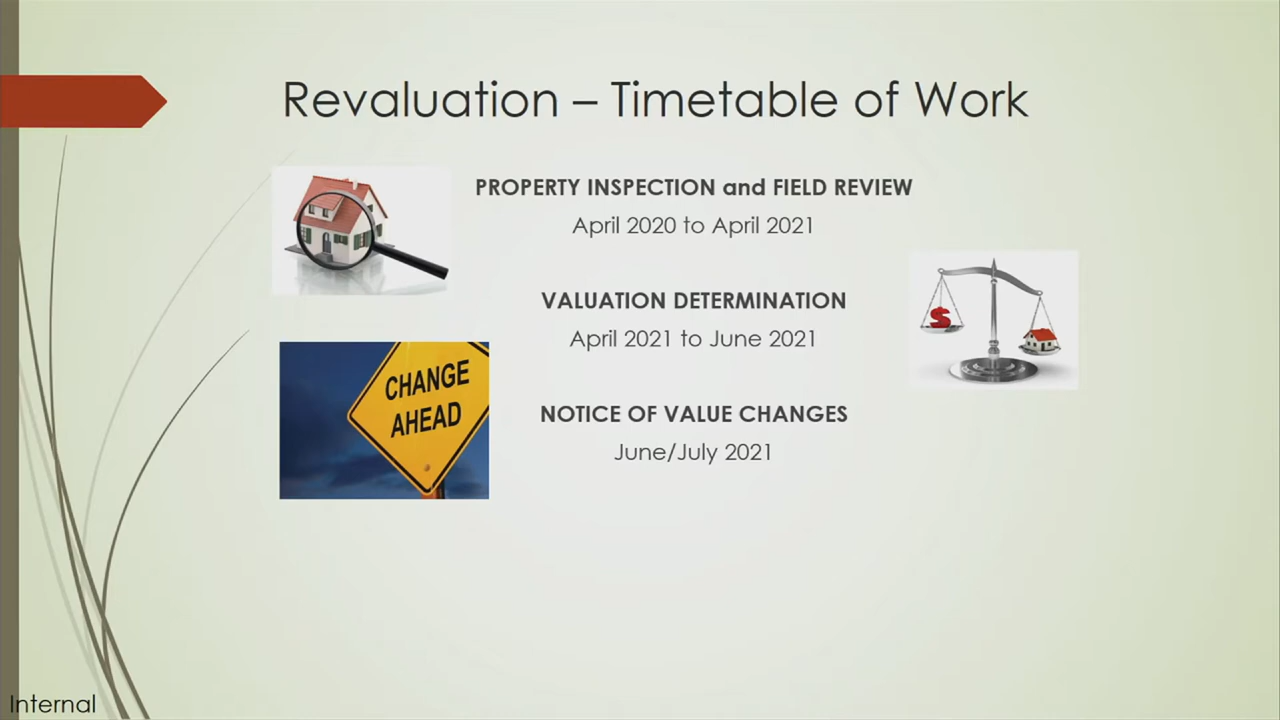 Revaluation – Timetable of Work
PROPERTY INSPECTION and FIELD REVIEW
April 2020 to April 2021
VALUATION DETERMINATION
April 2021 to June 2021
$
CHANGE
AHEAD
NOTICE OF VALUE CHANGES
June/July 2021
Internal